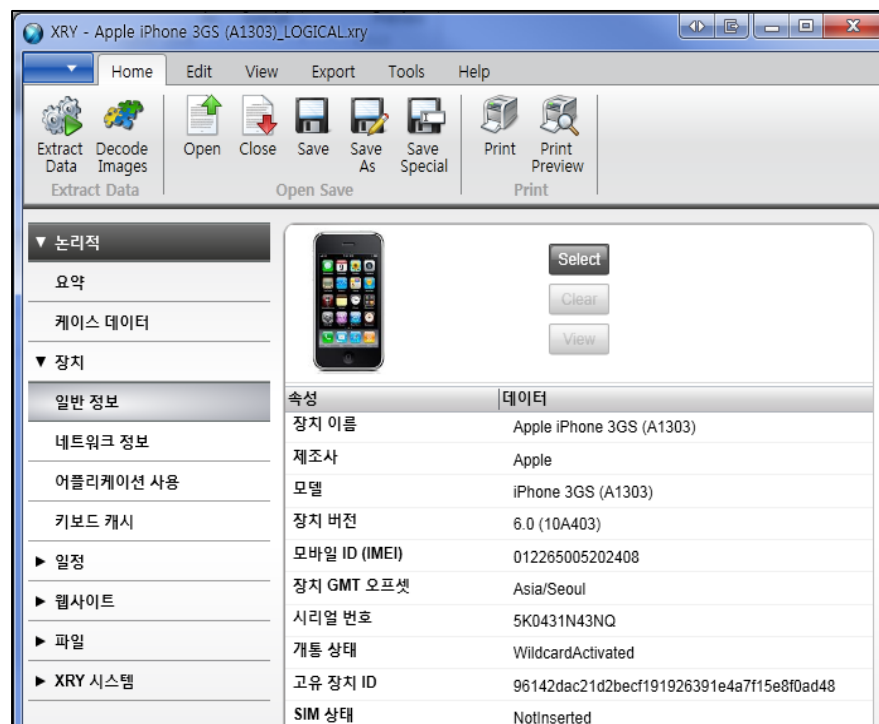 XRY - Apple iPhone 3GS (A1303)_LOGICAL.xry
Home Edit View Export Tools Help
Extract Data Decode Images Open Close Save Save As Save Special Print Print Preview
Extract Data Open Save Print
▼ 논리적
요약
케이스 데이터
▼ 장치
일반 정보
네트워크 정보
어플리케이션 사용
키보드 캐시
▶ 일정
▶ 웹사이트
▶ 파일
▶ XRY 시스템
Select
Clear
View
속성 데이터
장치 이름 Apple iPhone 3GS (A1303)
제조사 Apple
모델 iPhone 3GS (A1303)
장치 버전 6.0 (10A403)
모바일 ID (IMEI) 012265005202408
장치 GMT 오프셋 Asia/Seoul
시리얼 번호 5K0431N43NQ
개통 상태 WildcardActivated
고유 장치 ID 96142dac21d2becf191926391e4a7f15e8f0ad48
SIM 상태 NotInserted